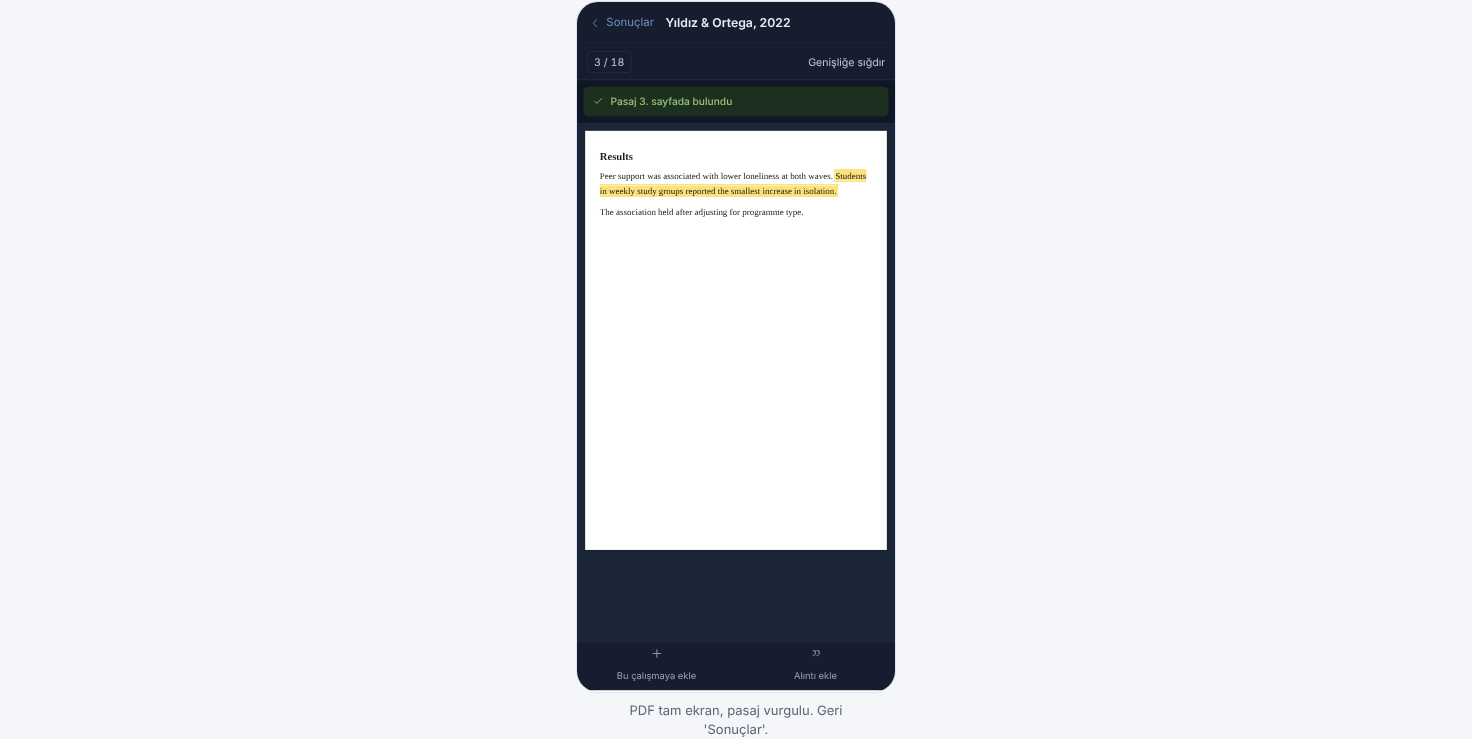 Sonuçlar Yıldız & Ortega, 2022
3 / 18 Genişliğe sığdır
Pasaj 3. sayfada bulundu
Results
Peer support was associated with lower loneliness at both waves. Students
in weekly study groups reported the smallest increase in isolation.
The association held after adjusting for programme type.
Bu çalışmaya ekle Alıntı ekle
PDF tam ekran, pasaj vurgulu. Geri
'Sonuçlar'.